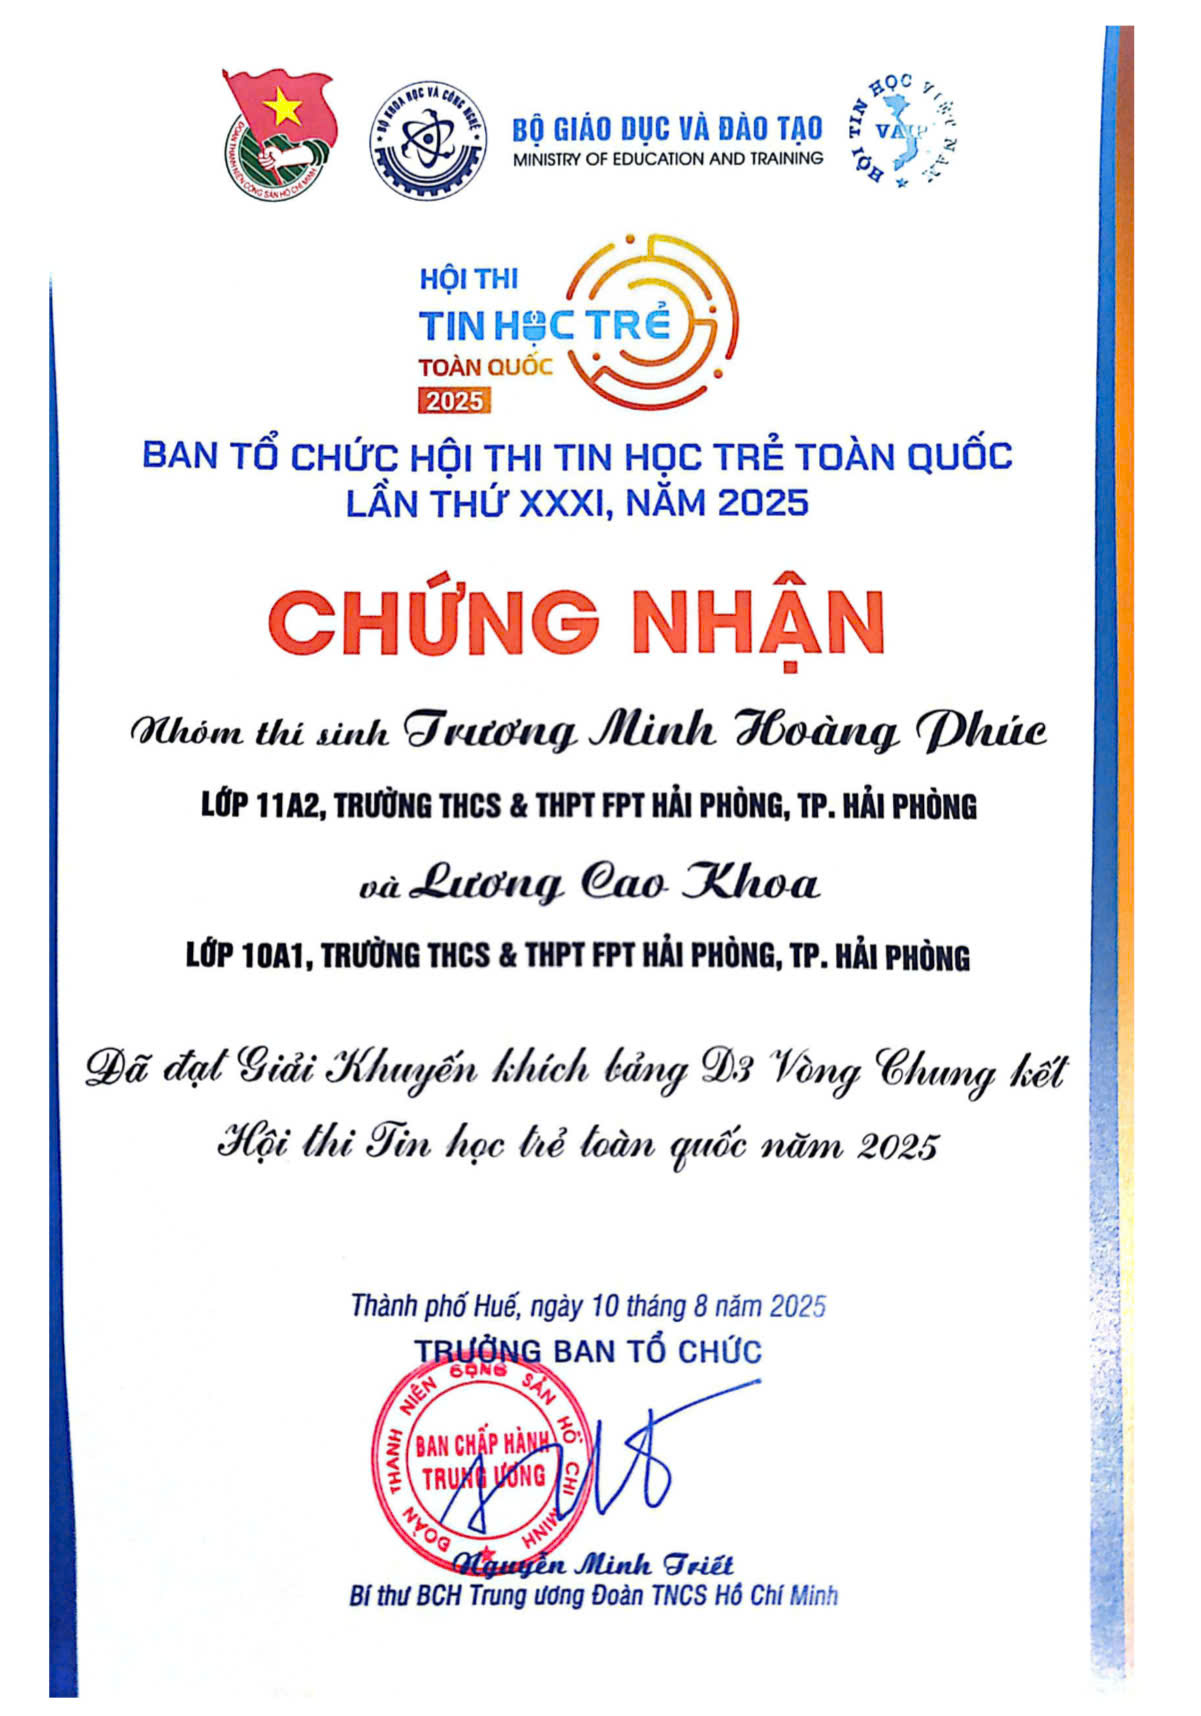 ĐOÀN THANH NIÊN CỘNG SẢN HỒ CHÍ MINH
BỘ KHOA HỌC VÀ CÔNG NGHỆ
BỘ GIÁO DỤC VÀ ĐÀO TẠO
MINISTRY OF EDUCATION AND TRAINING
HỘI TIN HỌC VIỆT NAM
VAIP
HỘI THI
TIN HỌC TRẺ
TOÀN QUỐC
2025
BAN TỔ CHỨC HỘI THI TIN HỌC TRẺ TOÀN QUỐC
LẦN THỨ XXXI, NĂM 2025
CHỨNG NHẬN
Nhóm thí sinh Trương Minh Hoàng Phúc
LỚP 11A2, TRƯỜNG THCS & THPT FPT HẢI PHÒNG, TP. HẢI PHÒNG
và Lương Cao Khoa
LỚP 10A1, TRƯỜNG THCS & THPT FPT HẢI PHÒNG, TP. HẢI PHÒNG
Đã đạt Giải Khuyến khích bảng D3 Vòng Chung kết
Hội thi Tin học trẻ toàn quốc năm 2025
Thành phố Huế, ngày 10 tháng 8 năm 2025
TRƯỞNG BAN TỔ CHỨC
ĐOÀN THANH NIÊN CỘNG SẢN HỒ CHÍ MINH
BAN CHẤP HÀNH
TRUNG ƯƠNG
Nguyễn Minh Triết
Bí thư BCH Trung ương Đoàn TNCS Hồ Chí Minh